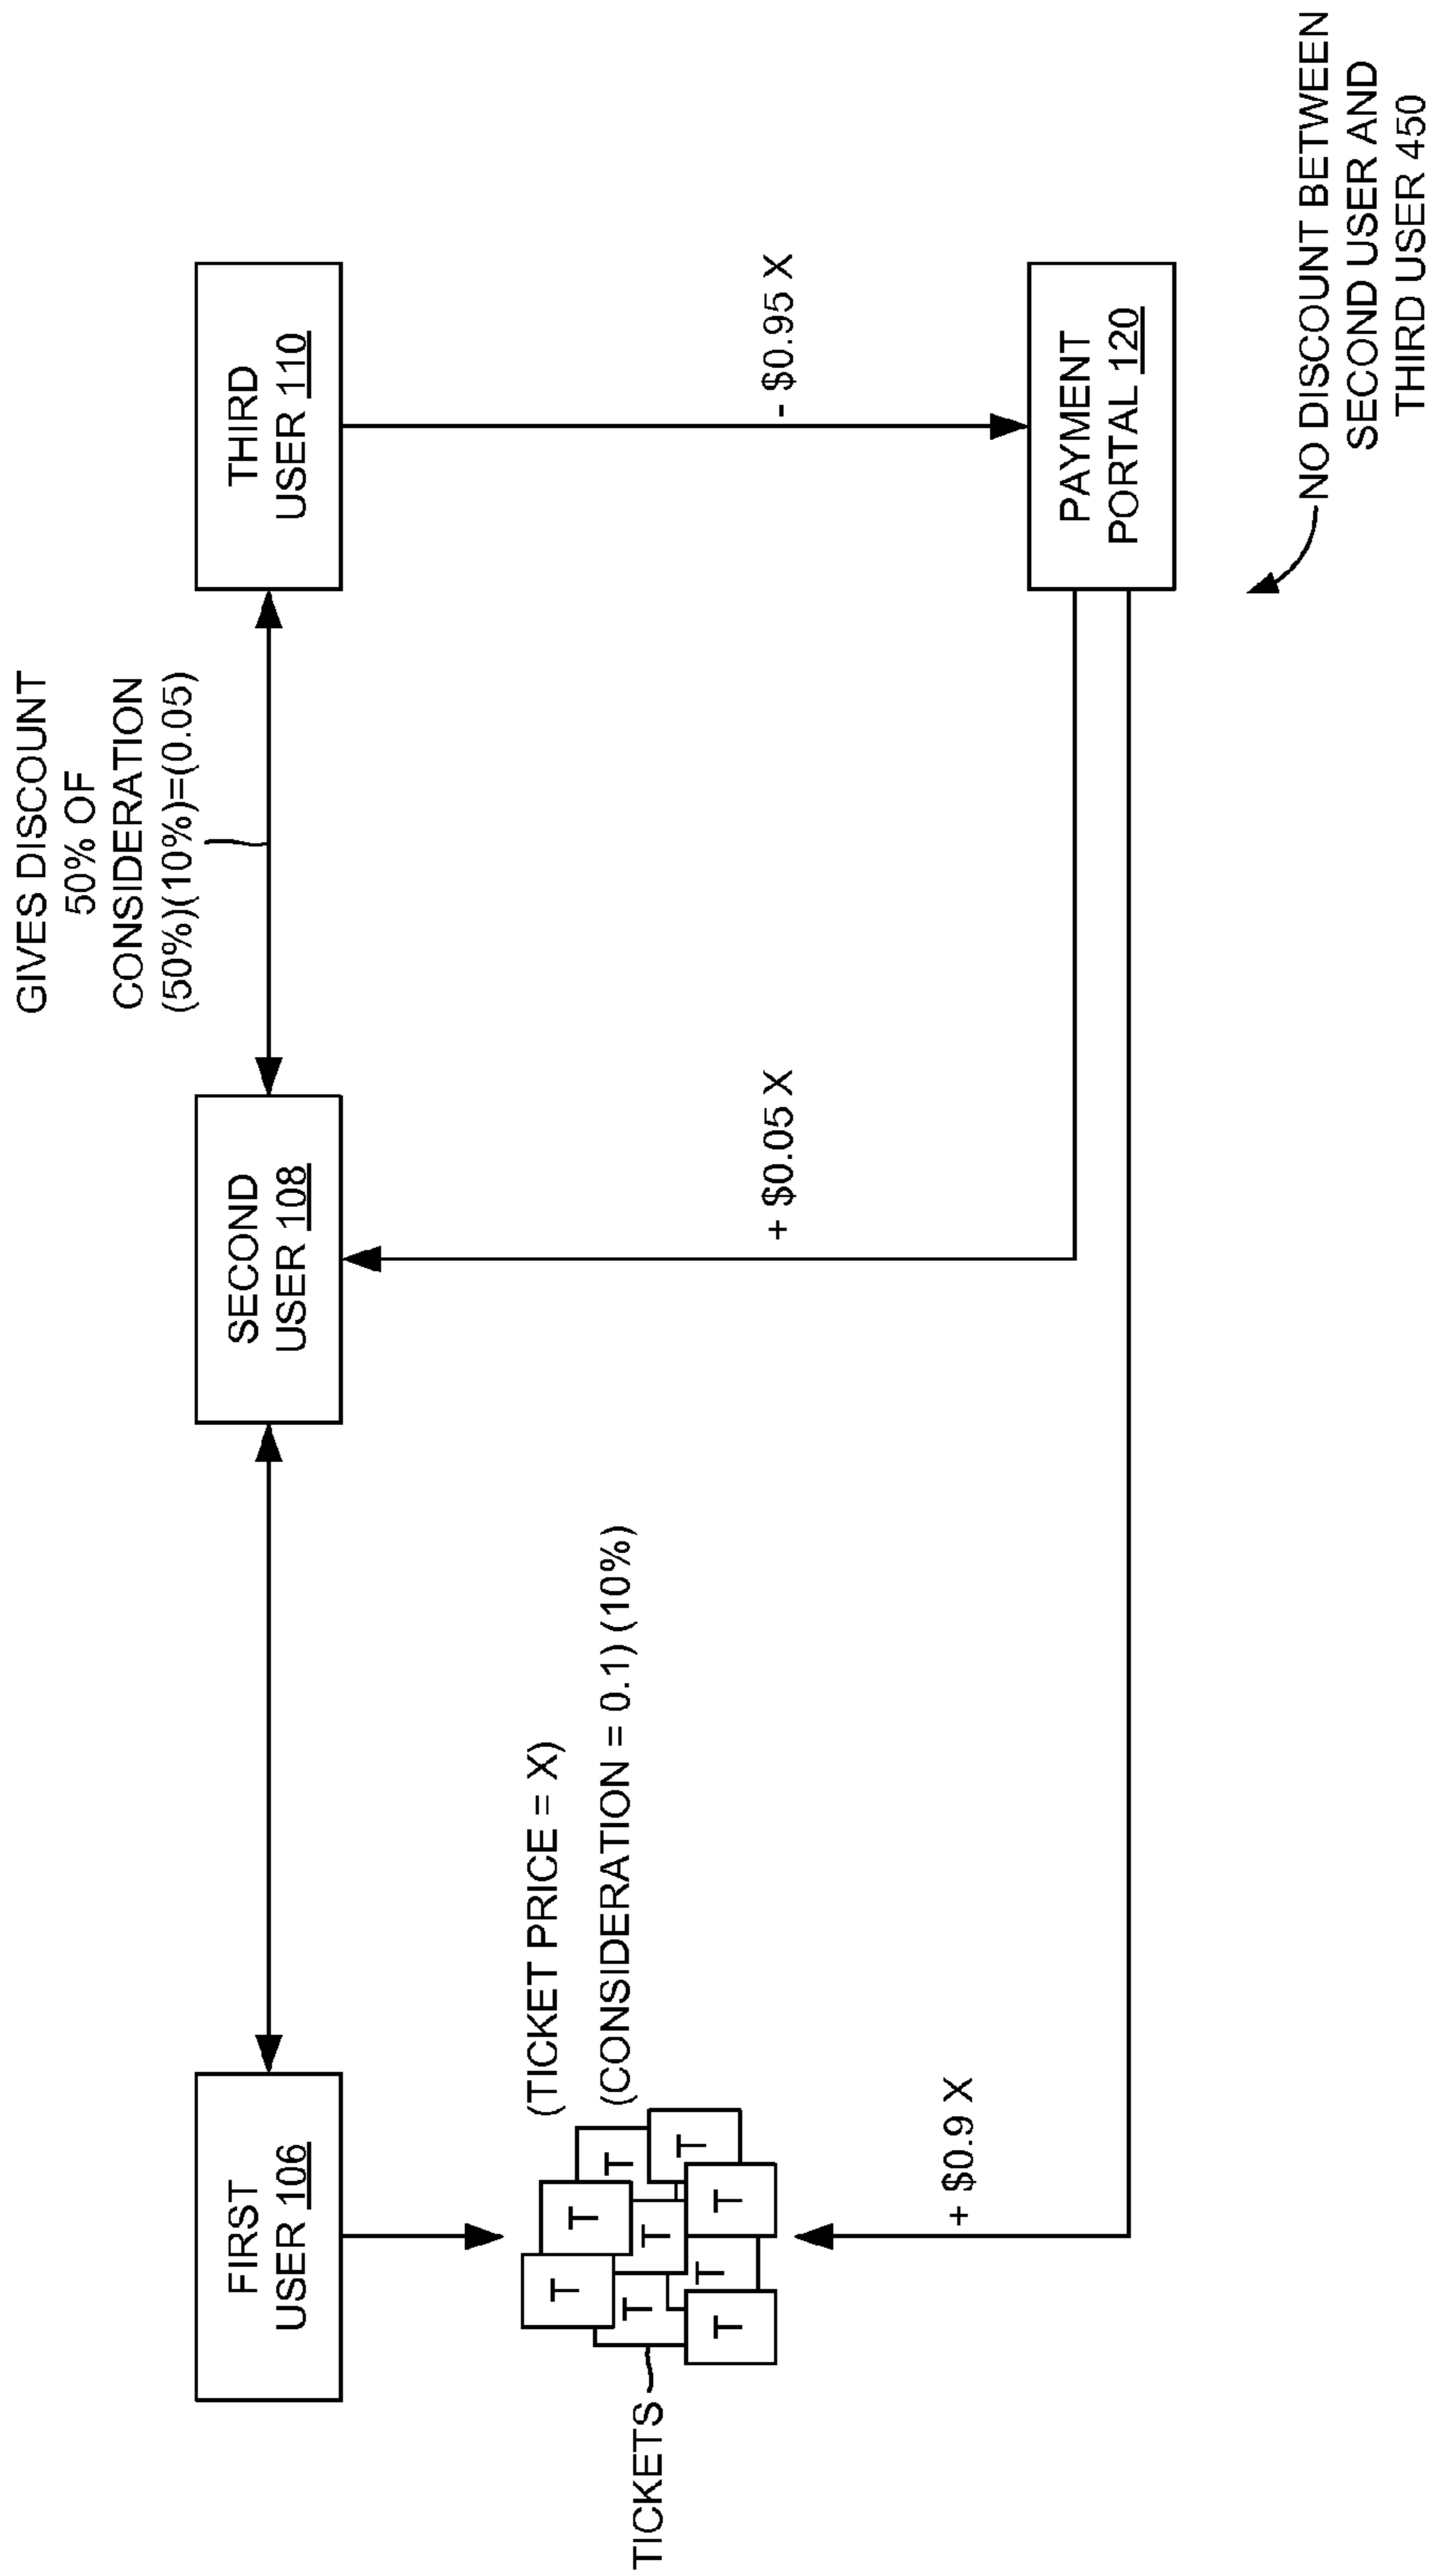 GIVES DISCOUNT
50% OF
CONSIDERATION
(50%)(10%)=(0.05)
FIRST
USER 106
SECOND
USER 108
THIRD
USER 110
(TICKET PRICE = X)
(CONSIDERATION = 0.1) (10%)
T
T
T
T
T
T
T
T
T
TICKETS
+ $0.05 X
- $0.95 X
+ $0.9 X
PAYMENT
PORTAL 120
NO DISCOUNT BETWEEN
SECOND USER AND
THIRD USER 450